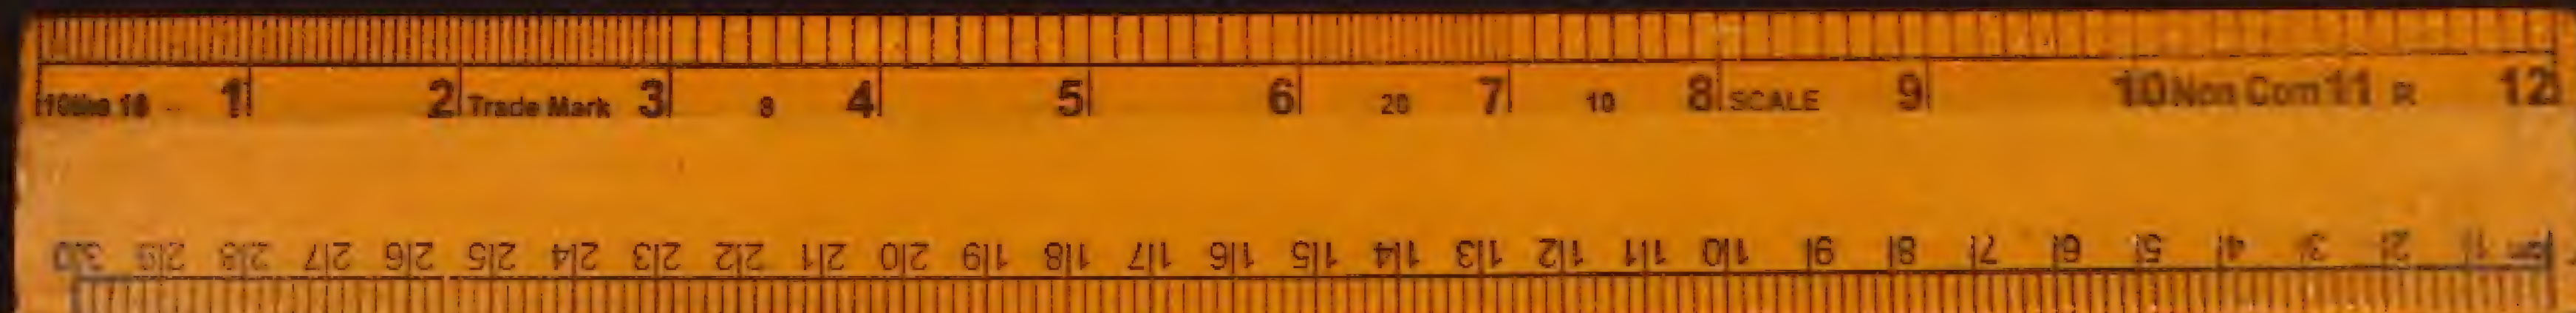 10ths 16 1 2 Trade Mark 3 8 4 5 6 20 7 10 8 SCALE 9 10 Non Com 11 R 12
cm 1 2 3 4 5 6 7 8 9 10 11 12 13 14 15 16 17 18 19 20 21 22 23 24 25 26 27 28 29 30